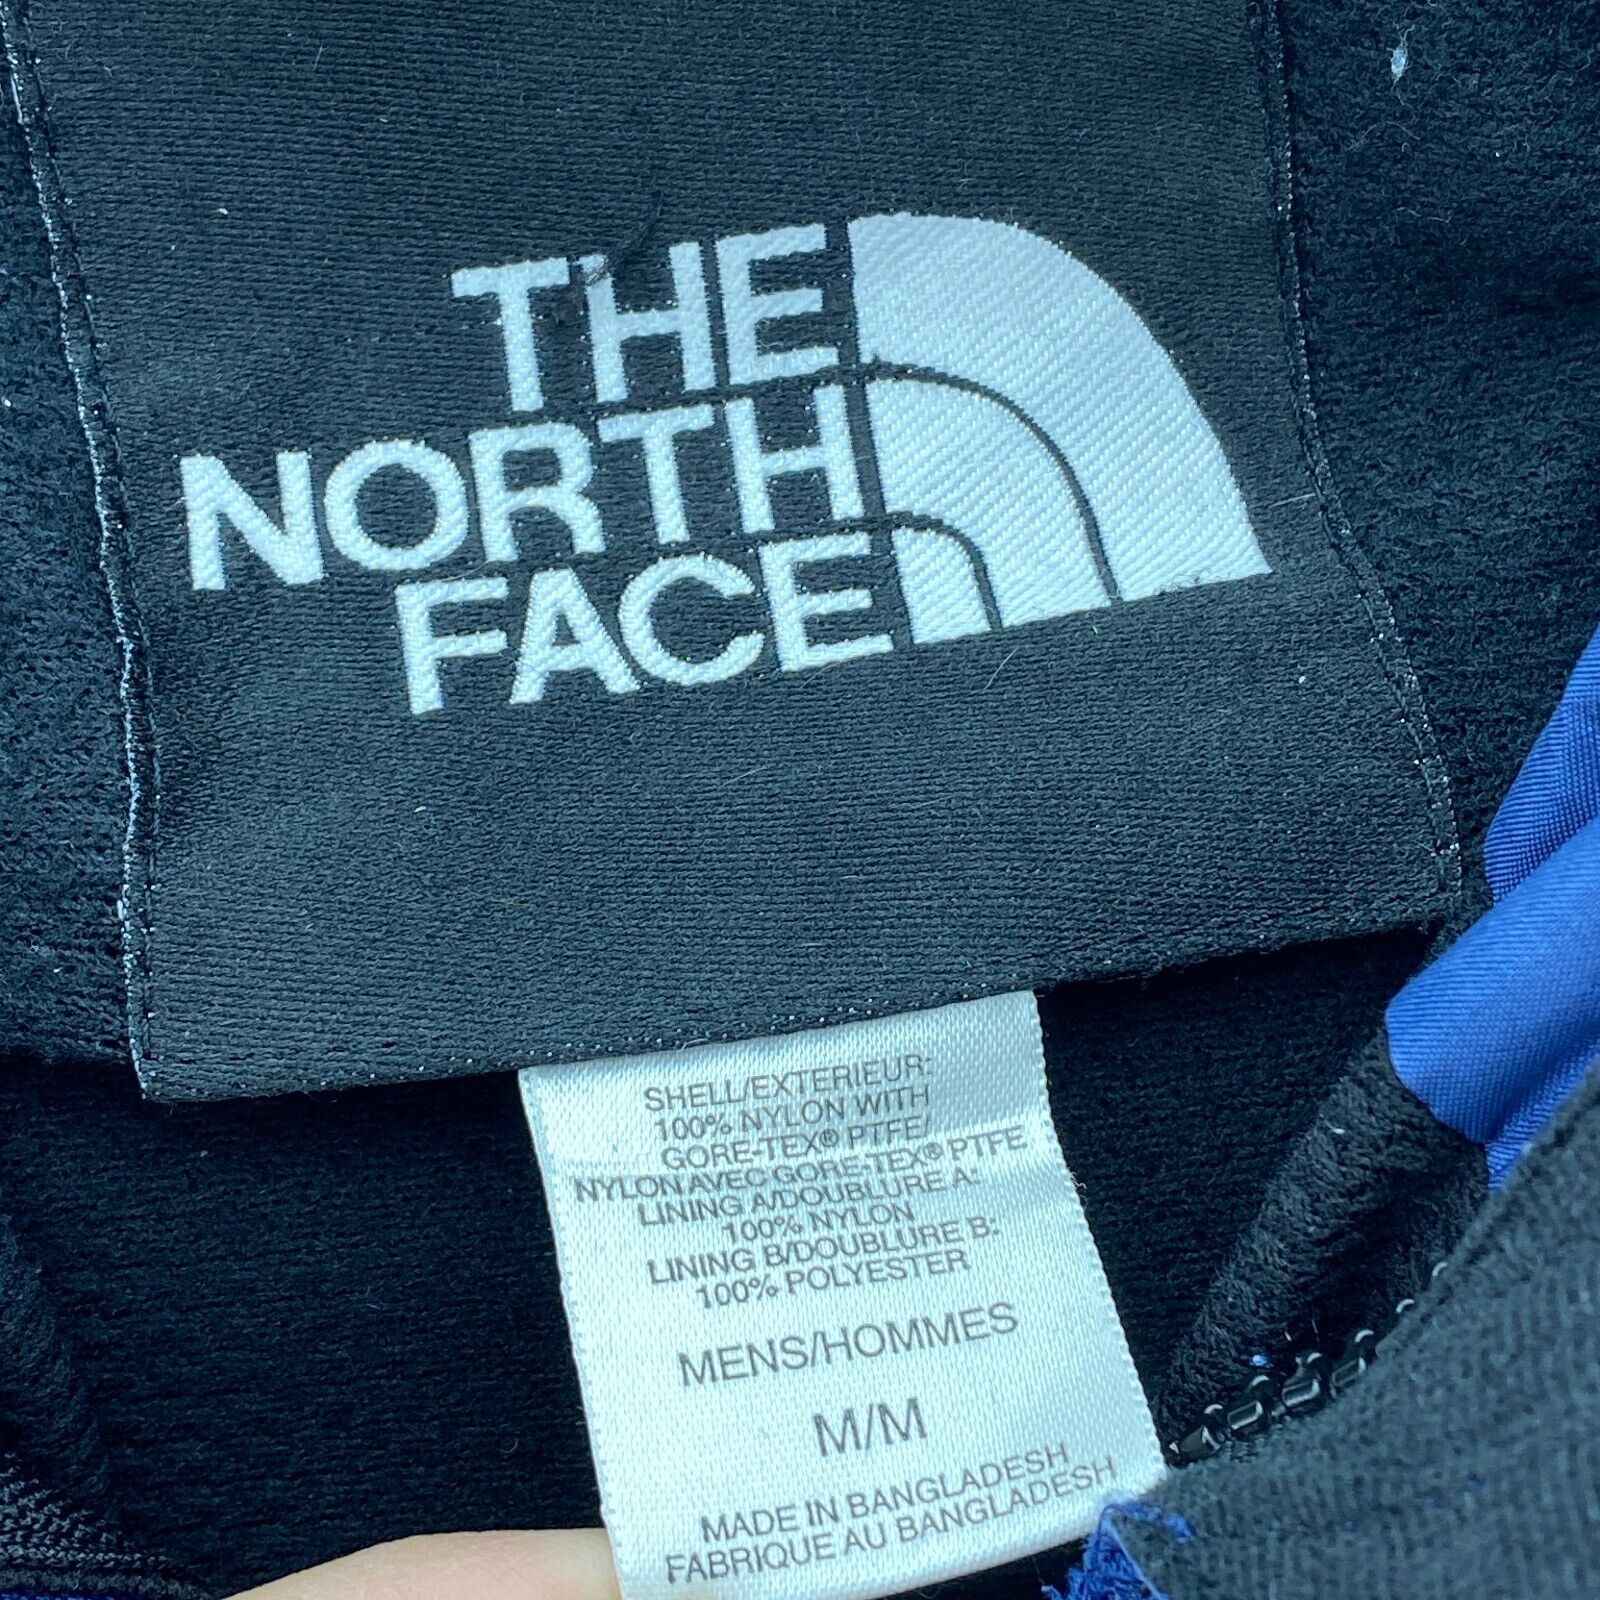 THE
NORTH
FACE
SHELL/EXTERIEUR:
100% NYLON WITH
GORE-TEX® PTFE/
NYLON AVEC GORE-TEX® PTFE
LINING A/DOUBLURE A:
100% NYLON
LINING B/DOUBLURE B:
100% POLYESTER
MENS/HOMMES
M/M
MADE IN BANGLADESH
FABRIQUE AU BANGLADESH